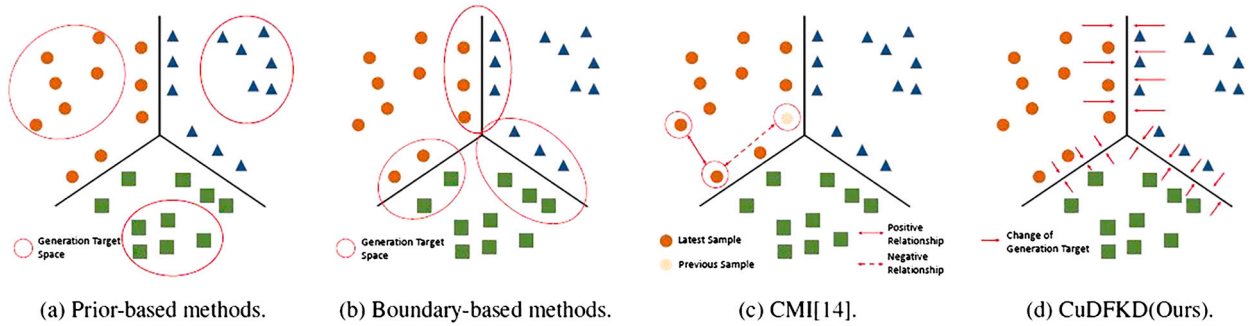 Generation Target
Space
Generation Target
Space
Latest Sample
Previous Sample
Positive
Relationship
Negative
Relationship
Change of
Generation Target
(a) Prior-based methods.
(b) Boundary-based methods.
(c) CMI[14].
(d) CuDFKD(Ours).